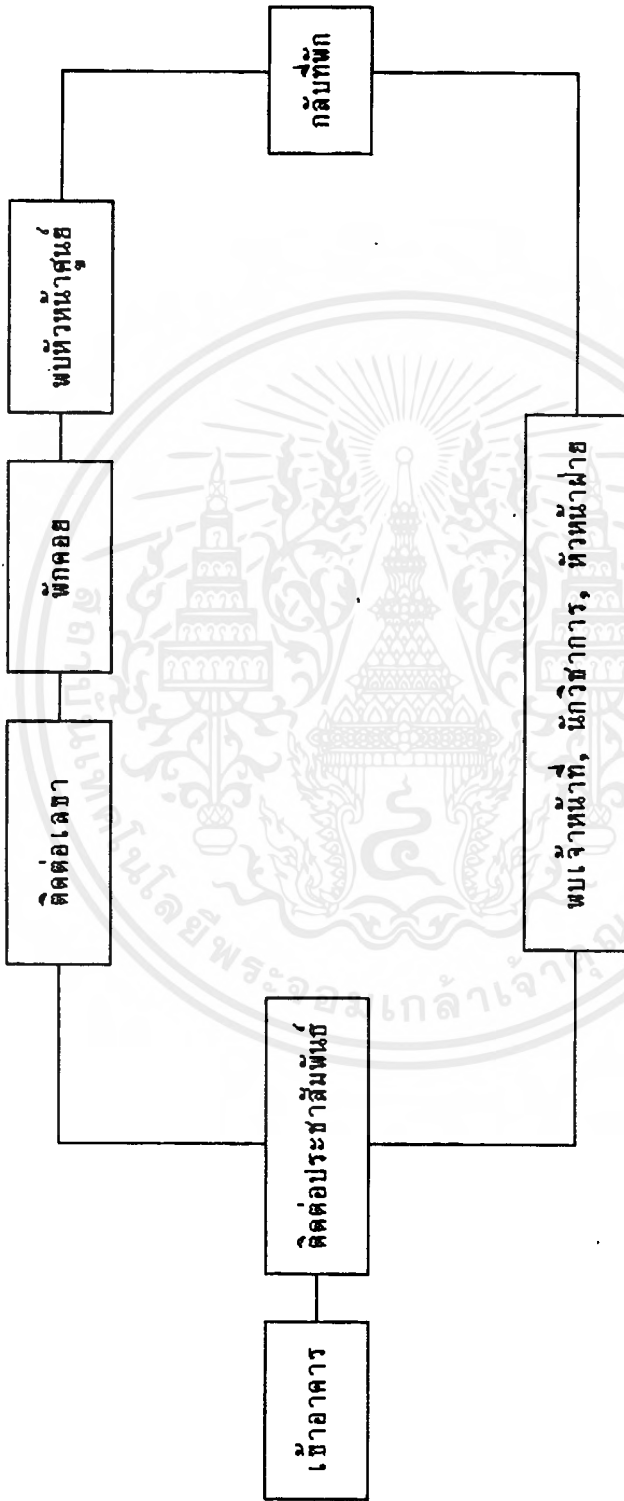 เข้าอาคาร
ติดต่อประชาสัมพันธ์
ติดต่อเลขา
พักคอย
พบหัวหน้าศูนย์
พบเจ้าหน้าที่, นักวิชาการ, หัวหน้าฝ่าย
กลับที่พัก